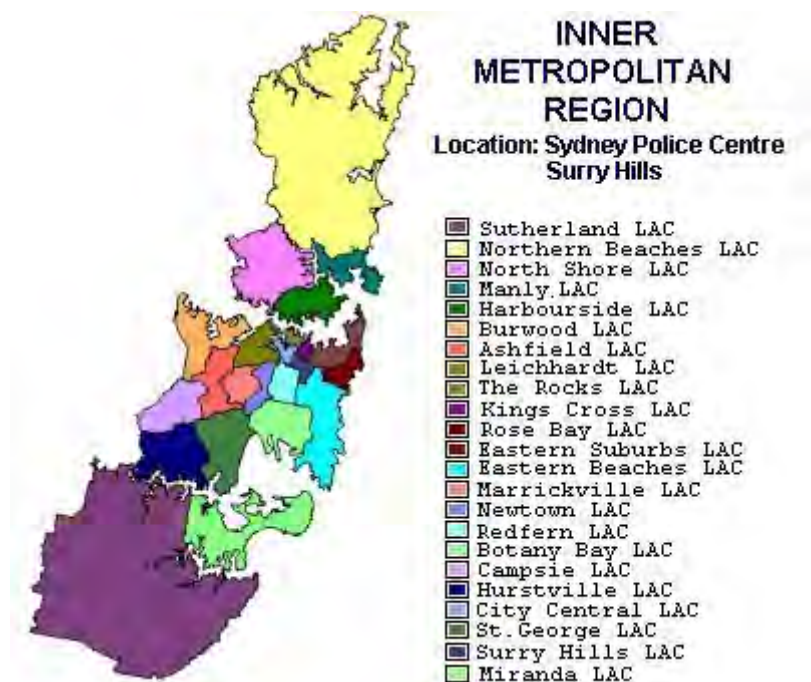 INNER
METROPOLITAN
REGION
Location: Sydney Police Centre
Surry Hills
Sutherland LAC
Northern Beaches LAC
North Shore LAC
Manly.LAC
Harbourside LAC
Burwood LAC
Ashfield LAC
Leichhardt LAC
The Rocks LAC
Kings Cross LAC
Rose Bay LAC
Eastern Suburbs LAC
Eastern Beaches LAC
Marrickville LAC
Newtown LAC
Redfern LAC
Botany Bay LAC
Campsie LAC
Hurstville LAC
City Central LAC
St.George LAC
Surry Hills LAC
Miranda LAC